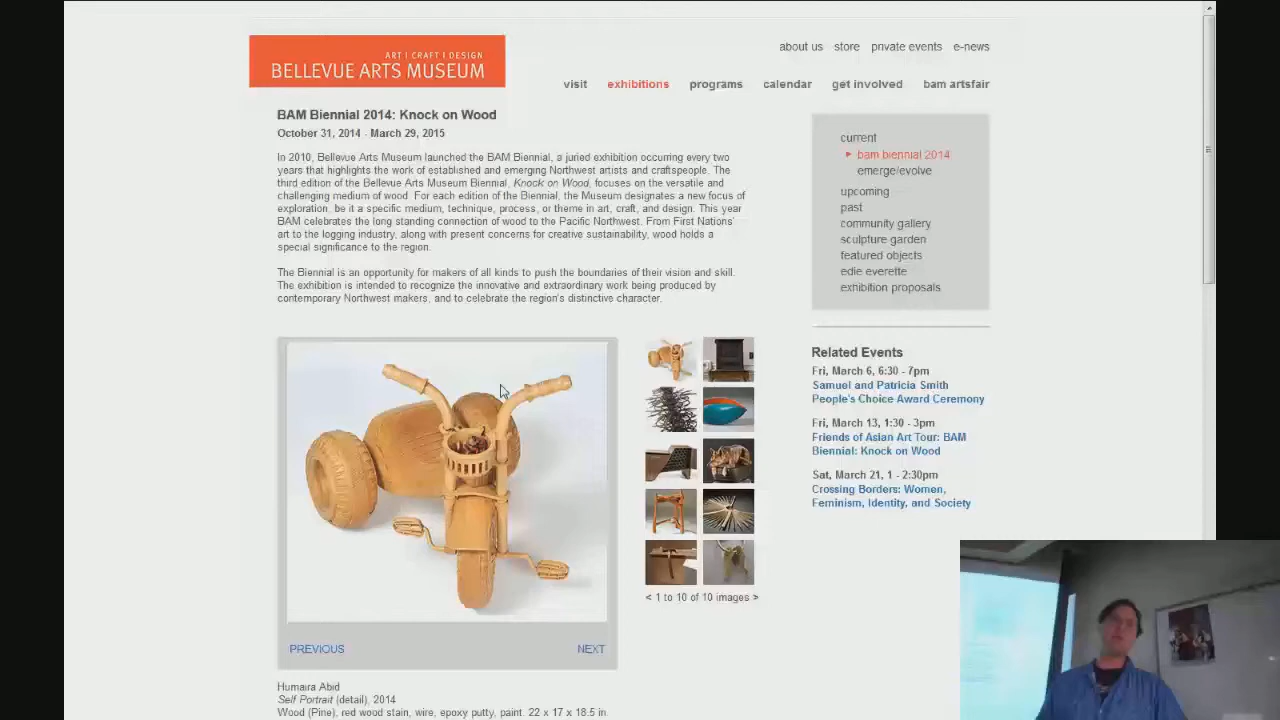 ART | CRAFT | DESIGN
BELLEVUE ARTS MUSEUM
about us store private events e-news
visit exhibitions programs calendar get involved bam artsfair
BAM Biennial 2014: Knock on Wood
October 31, 2014 - March 29, 2015
In 2010, Bellevue Arts Museum launched the BAM Biennial, a juried exhibition occurring every two
years that highlights the work of established and emerging Northwest artists and craftspeople. The
third edition of the Bellevue Arts Museum Biennial, Knock on Wood, focuses on the versatile and
challenging medium of wood. For each edition of the Biennial, the Museum designates a new focus of
exploration, be it a specific medium, technique, process, or theme in art, craft, and design. This year
BAM celebrates the long standing connection of wood to the Pacific Northwest. From First Nations'
art to the logging industry, along with present concerns for creative sustainability, wood holds a
special significance to the region.
The Biennial is an opportunity for makers of all kinds to push the boundaries of their vision and skill.
The exhibition is intended to recognize the innovative and extraordinary work being produced by
contemporary Northwest makers, and to celebrate the region's distinctive character.
< 1 to 10 of 10 images >
PREVIOUS NEXT
Humaira Abid
Self Portrait (detail), 2014
Wood (Pine), red wood stain, wire, epoxy putty, paint. 22 x 17 x 18.5 in.
current
bam biennial 2014
emerge/evolve
upcoming
past
community gallery
sculpture garden
featured objects
edie everette
exhibition proposals
Related Events
Fri, March 6, 6:30 - 7pm
Samuel and Patricia Smith
People's Choice Award Ceremony
Fri, March 13, 1:30 - 3pm
Friends of Asian Art Tour: BAM
Biennial: Knock on Wood
Sat, March 21, 1 - 2:30pm
Crossing Borders: Women,
Feminism, Identity, and Society